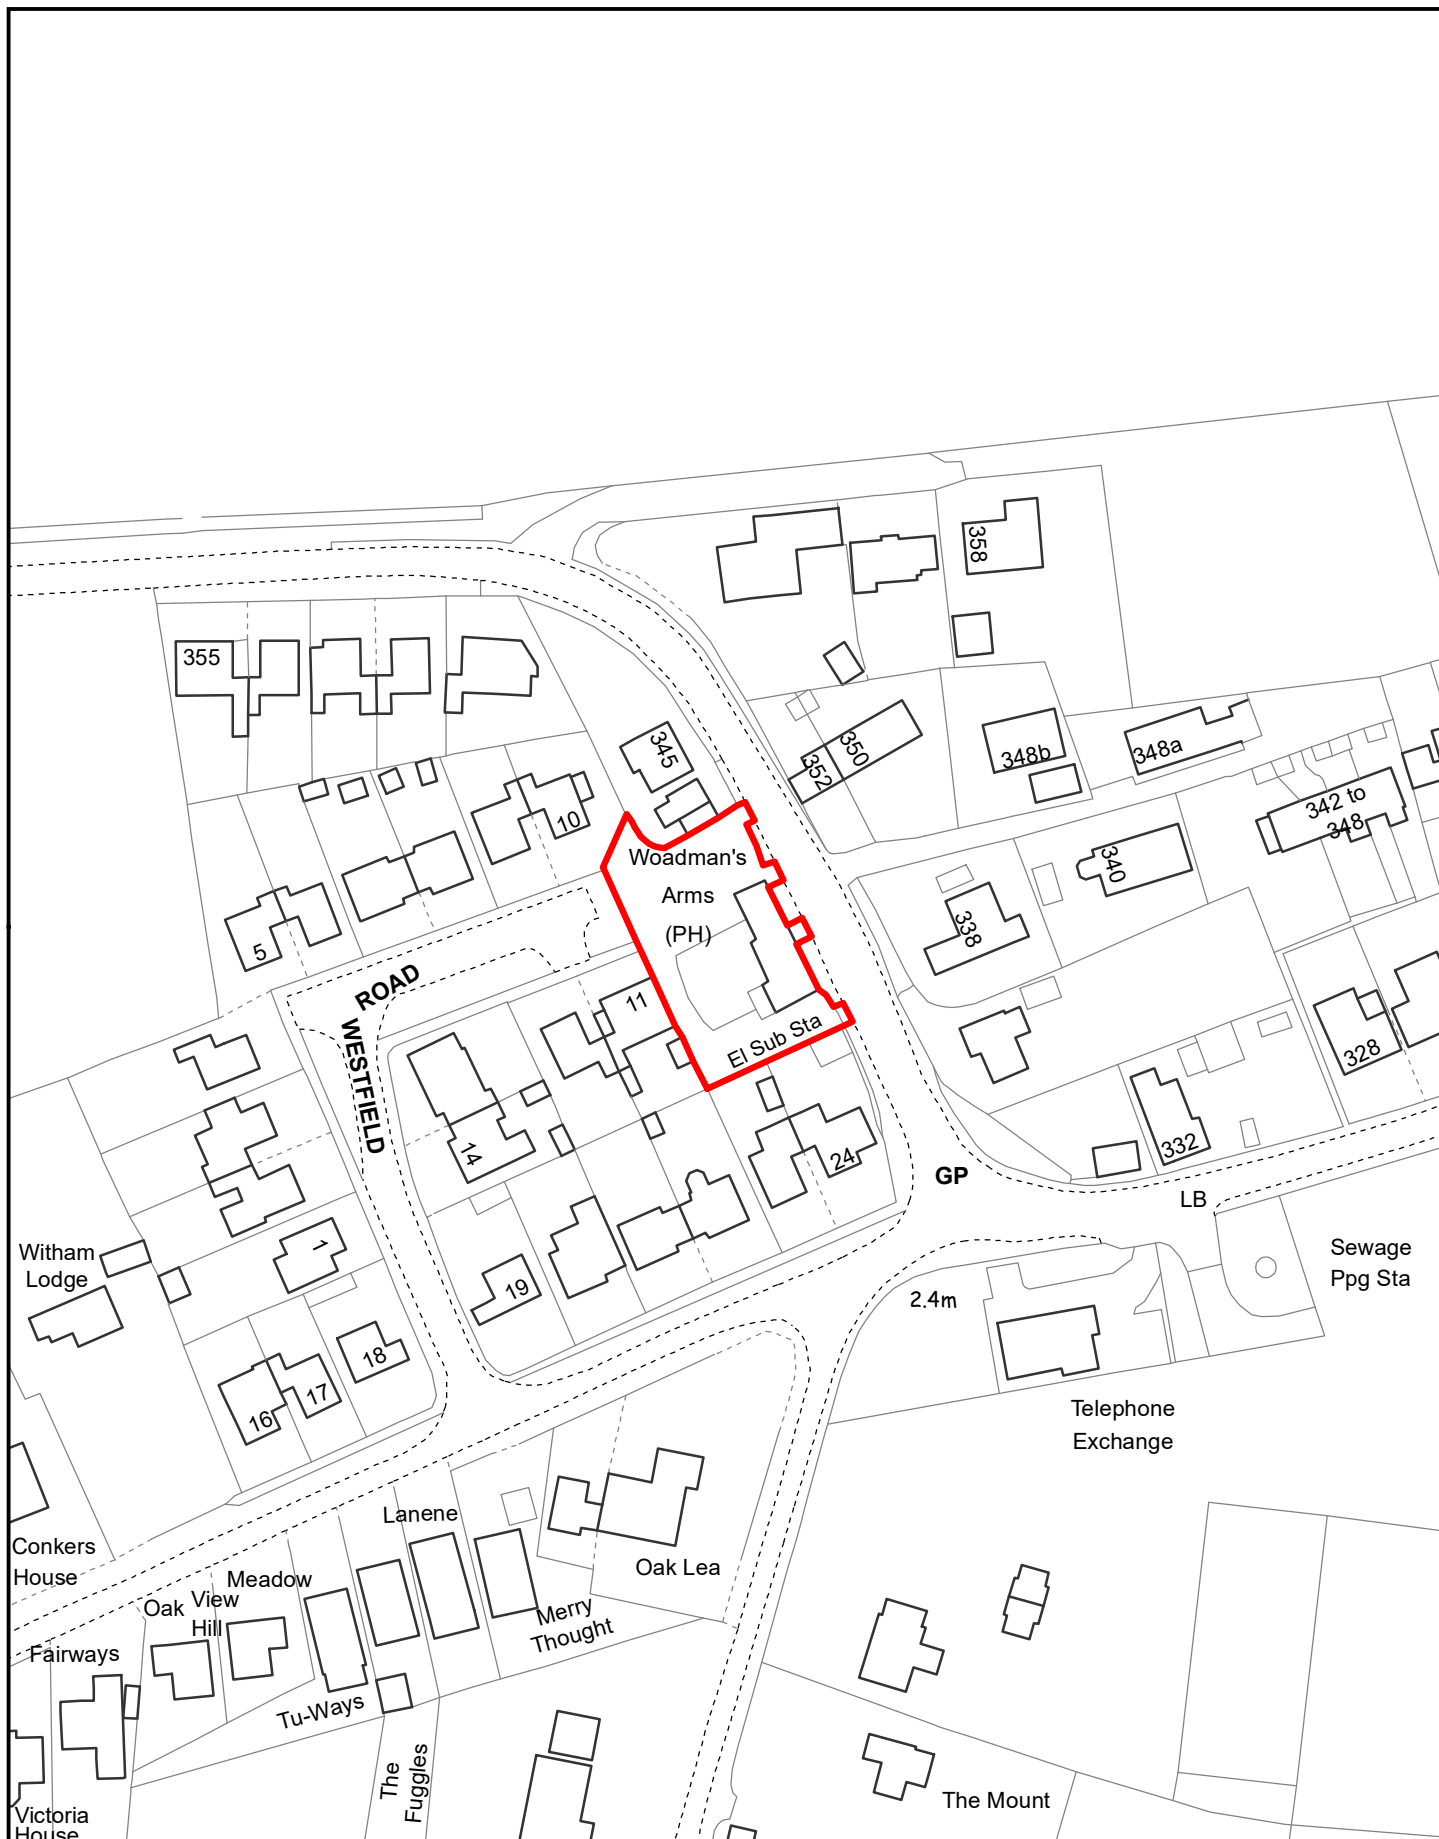 358
355
345
350
352
348b
348a
342 to
348
10
340
Woadman's
Arms
(PH)
338
5
ROAD
WESTFIELD
11
El Sub Sta
328
14
24
332
GP
LB
1
Witham
Lodge
19
Sewage
Ppg Sta
2.4m
18
17
16
Telephone
Exchange
Lanene
Conkers
House
Meadow
View
Hill
Oak
Oak Lea
Merry
Thought
Fairways
Tu-Ways
The
Fuggles
The Mount
Victoria
House